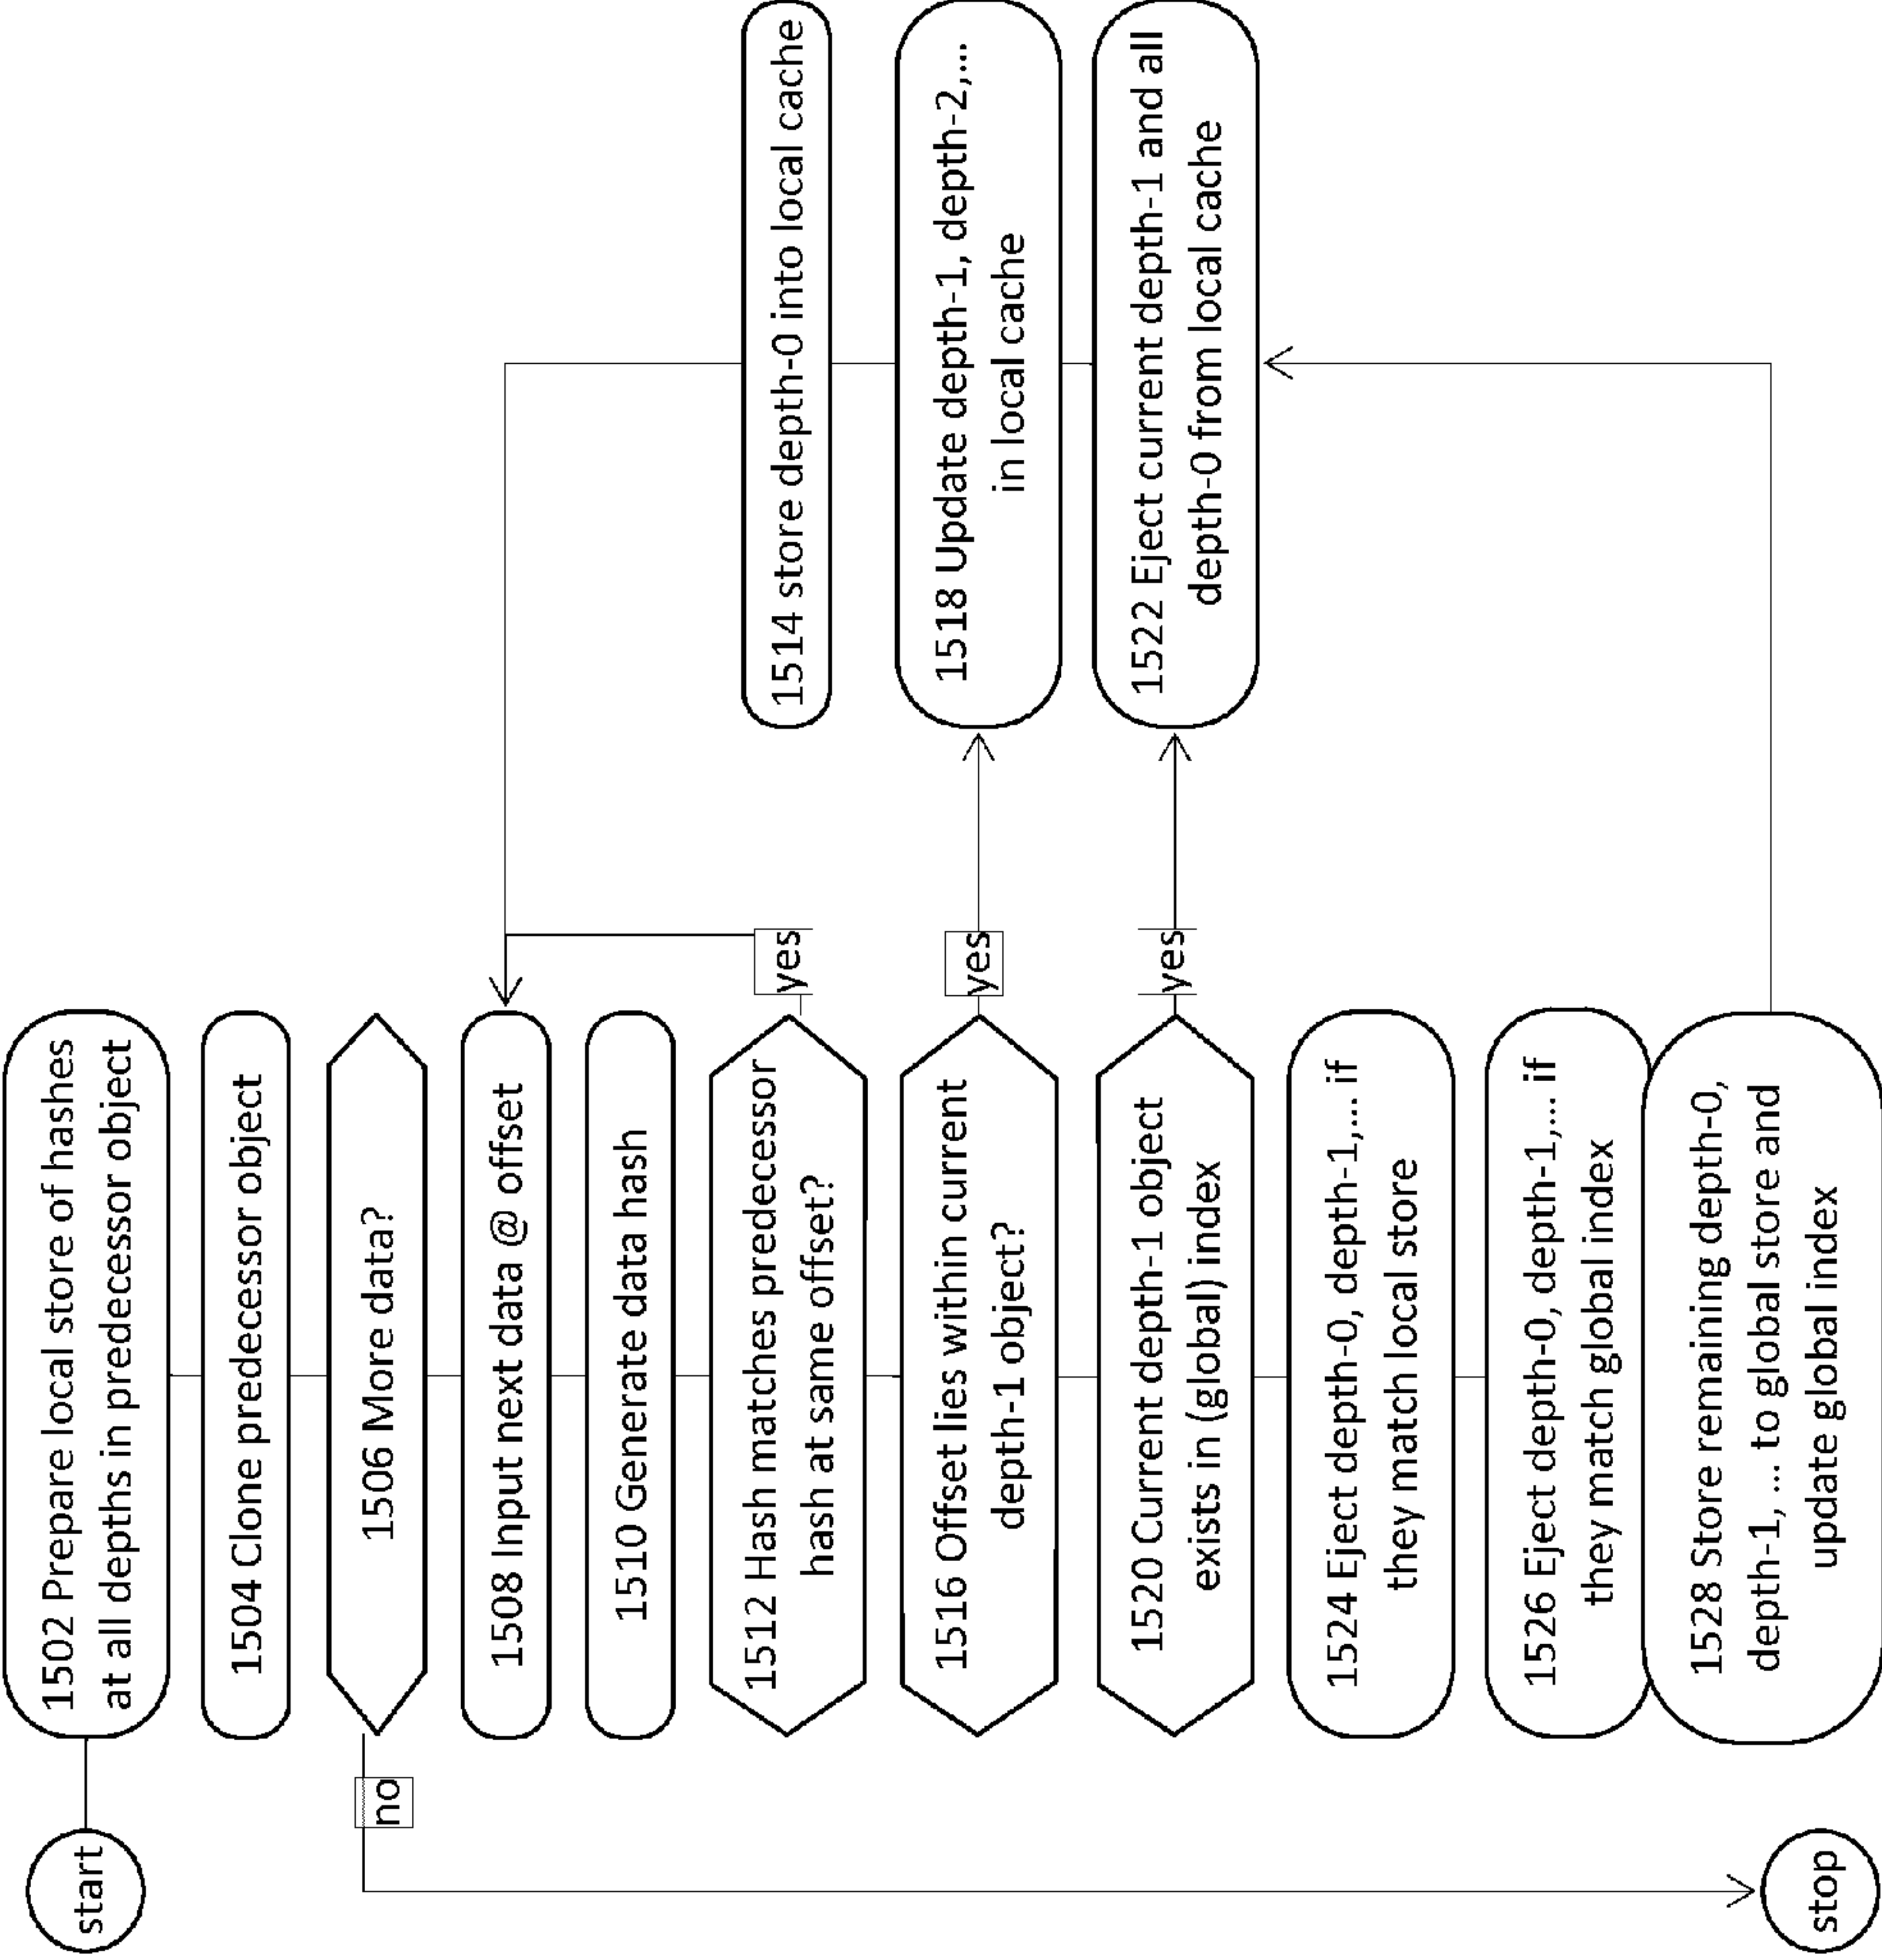 start
1502 Prepare local store of hashes
at all depths in predecessor object
1504 Clone predecessor object
1506 More data?
no
1508 Input next data @ offset
1510 Generate data hash
1512 Hash matches predecessor
hash at same offset?
yes
1514 store depth-0 into local cache
1516 Offset lies within current
depth-1 object?
yes
1518 Update depth-1, depth-2,...
in local cache
1520 Current depth-1 object
exists in (global) index
yes
1522 Eject current depth-1 and all
depth-0 from local cache
1524 Eject depth-0, depth-1,... if
they match local store
1526 Eject depth-0, depth-1,... if
they match global index
1528 Store remaining depth-0,
depth-1, ... to global store and
update global index
stop